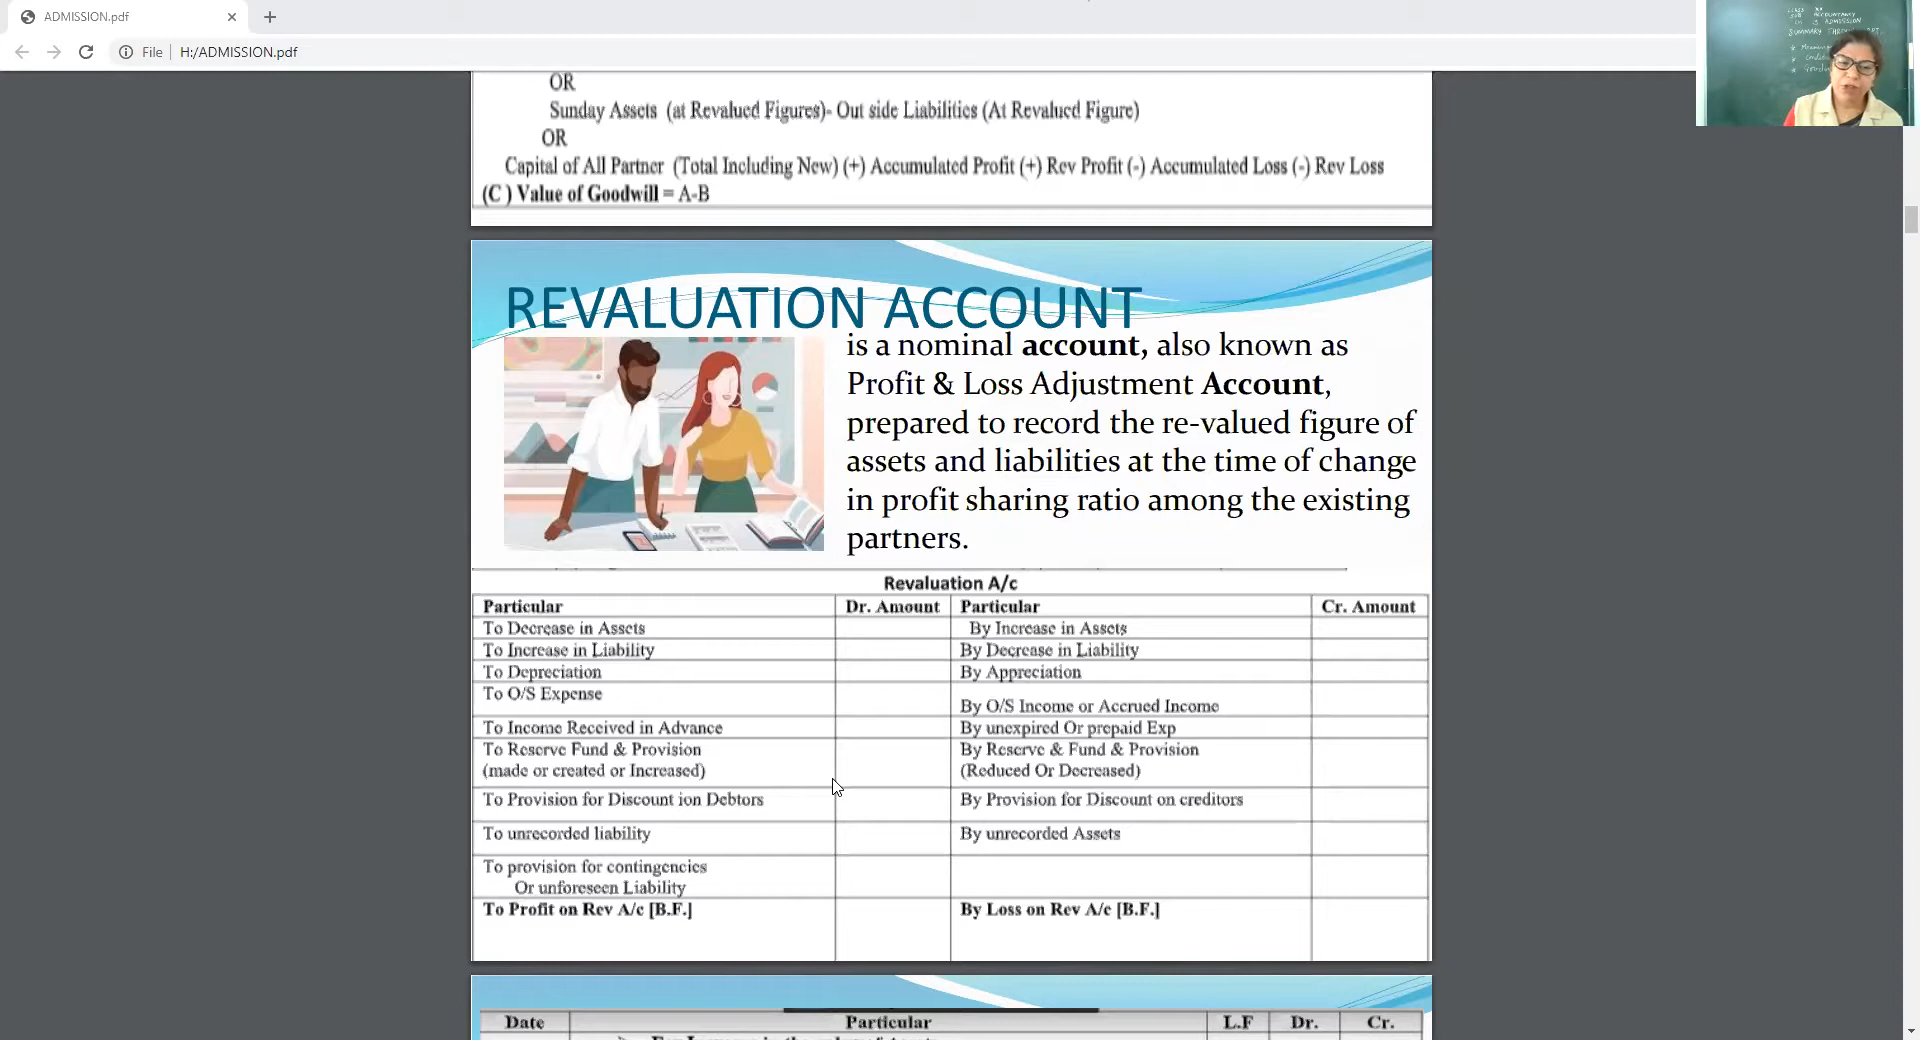 ADMISSION.pdf
File | H:/ADMISSION.pdf
CLASS
SUB ACCOUNTANCY
ADMISSION
SUMMARY
OR
Sunday Assets (at Revalued Figures)- Out side Liabilities (At Revalued Figure)
OR
Capital of All Partner (Total Including New) (+) Accumulated Profit (+) Rev Profit (-) Accumulated Loss (-) Rev Loss
(C ) Value of Goodwill = A-B
REVALUATION ACCOUNT
is a nominal account, also known as
Profit & Loss Adjustment Account,
prepared to record the re-valued figure of
assets and liabilities at the time of change
in profit sharing ratio among the existing
partners.
Revaluation A/c
Particular Dr. Amount Particular Cr. Amount
To Decrease in Assets By Increase in Assets
To Increase in Liability By Decrease in Liability
To Depreciation By Appreciation
To O/S Expense
By O/S Income or Accrued Income
To Income Received in Advance By unexpired Or prepaid Exp
To Reserve Fund & Provision By Reserve & Fund & Provision
(made or created or Increased) (Reduced Or Decreased)
To Provision for Discount ion Debtors By Provision for Discount on creditors
To unrecorded liability By unrecorded Assets
To provision for contingencies
Or unforeseen Liability
To Profit on Rev A/c [B.F.] By Loss on Rev A/c [B.F.]
Date Particular L.F Dr. Cr.